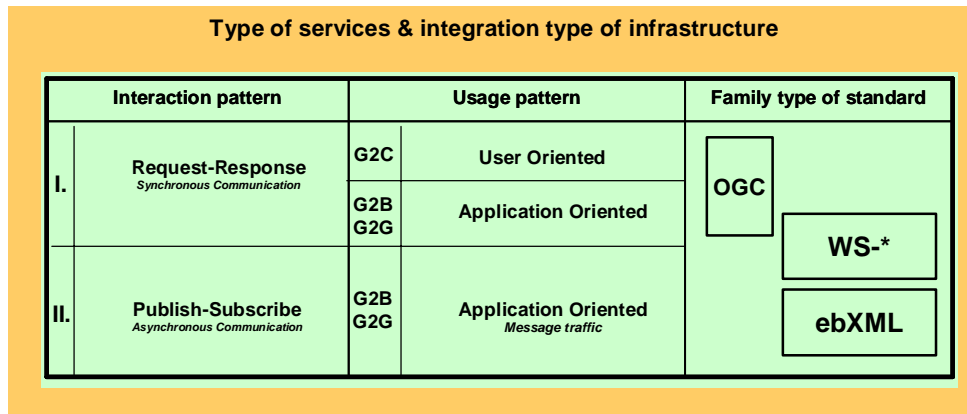 Type of services & integration type of infrastructure
Interaction pattern
Usage pattern
Family type of standard
I.
Request-Response
Synchronous Communication
G2C
User Oriented
G2B
G2G
Application Oriented
OGC
WS-*
II.
Publish-Subscribe
Asynchronous Communication
G2B
G2G
Application Oriented
Message traffic
ebXML